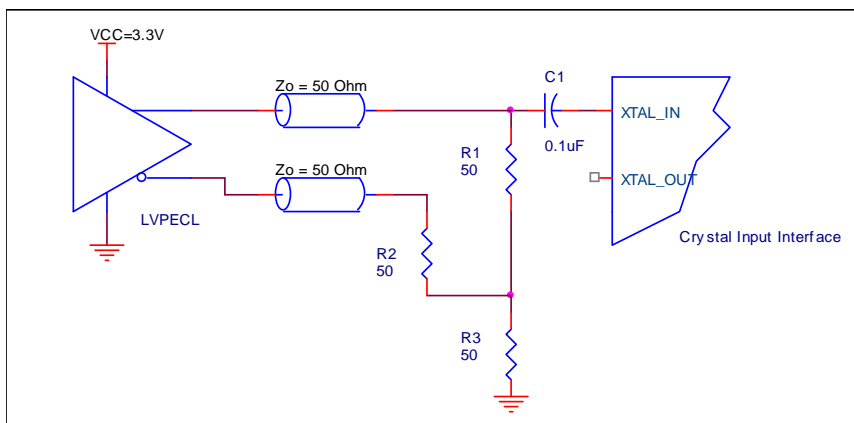 VCC=3.3V
Zo = 50 Ohm
C1
0.1uF
XTAL_IN
R1
50
Zo = 50 Ohm
XTAL_OUT
LVPECL
Crystal Input Interface
R2
50
R3
50